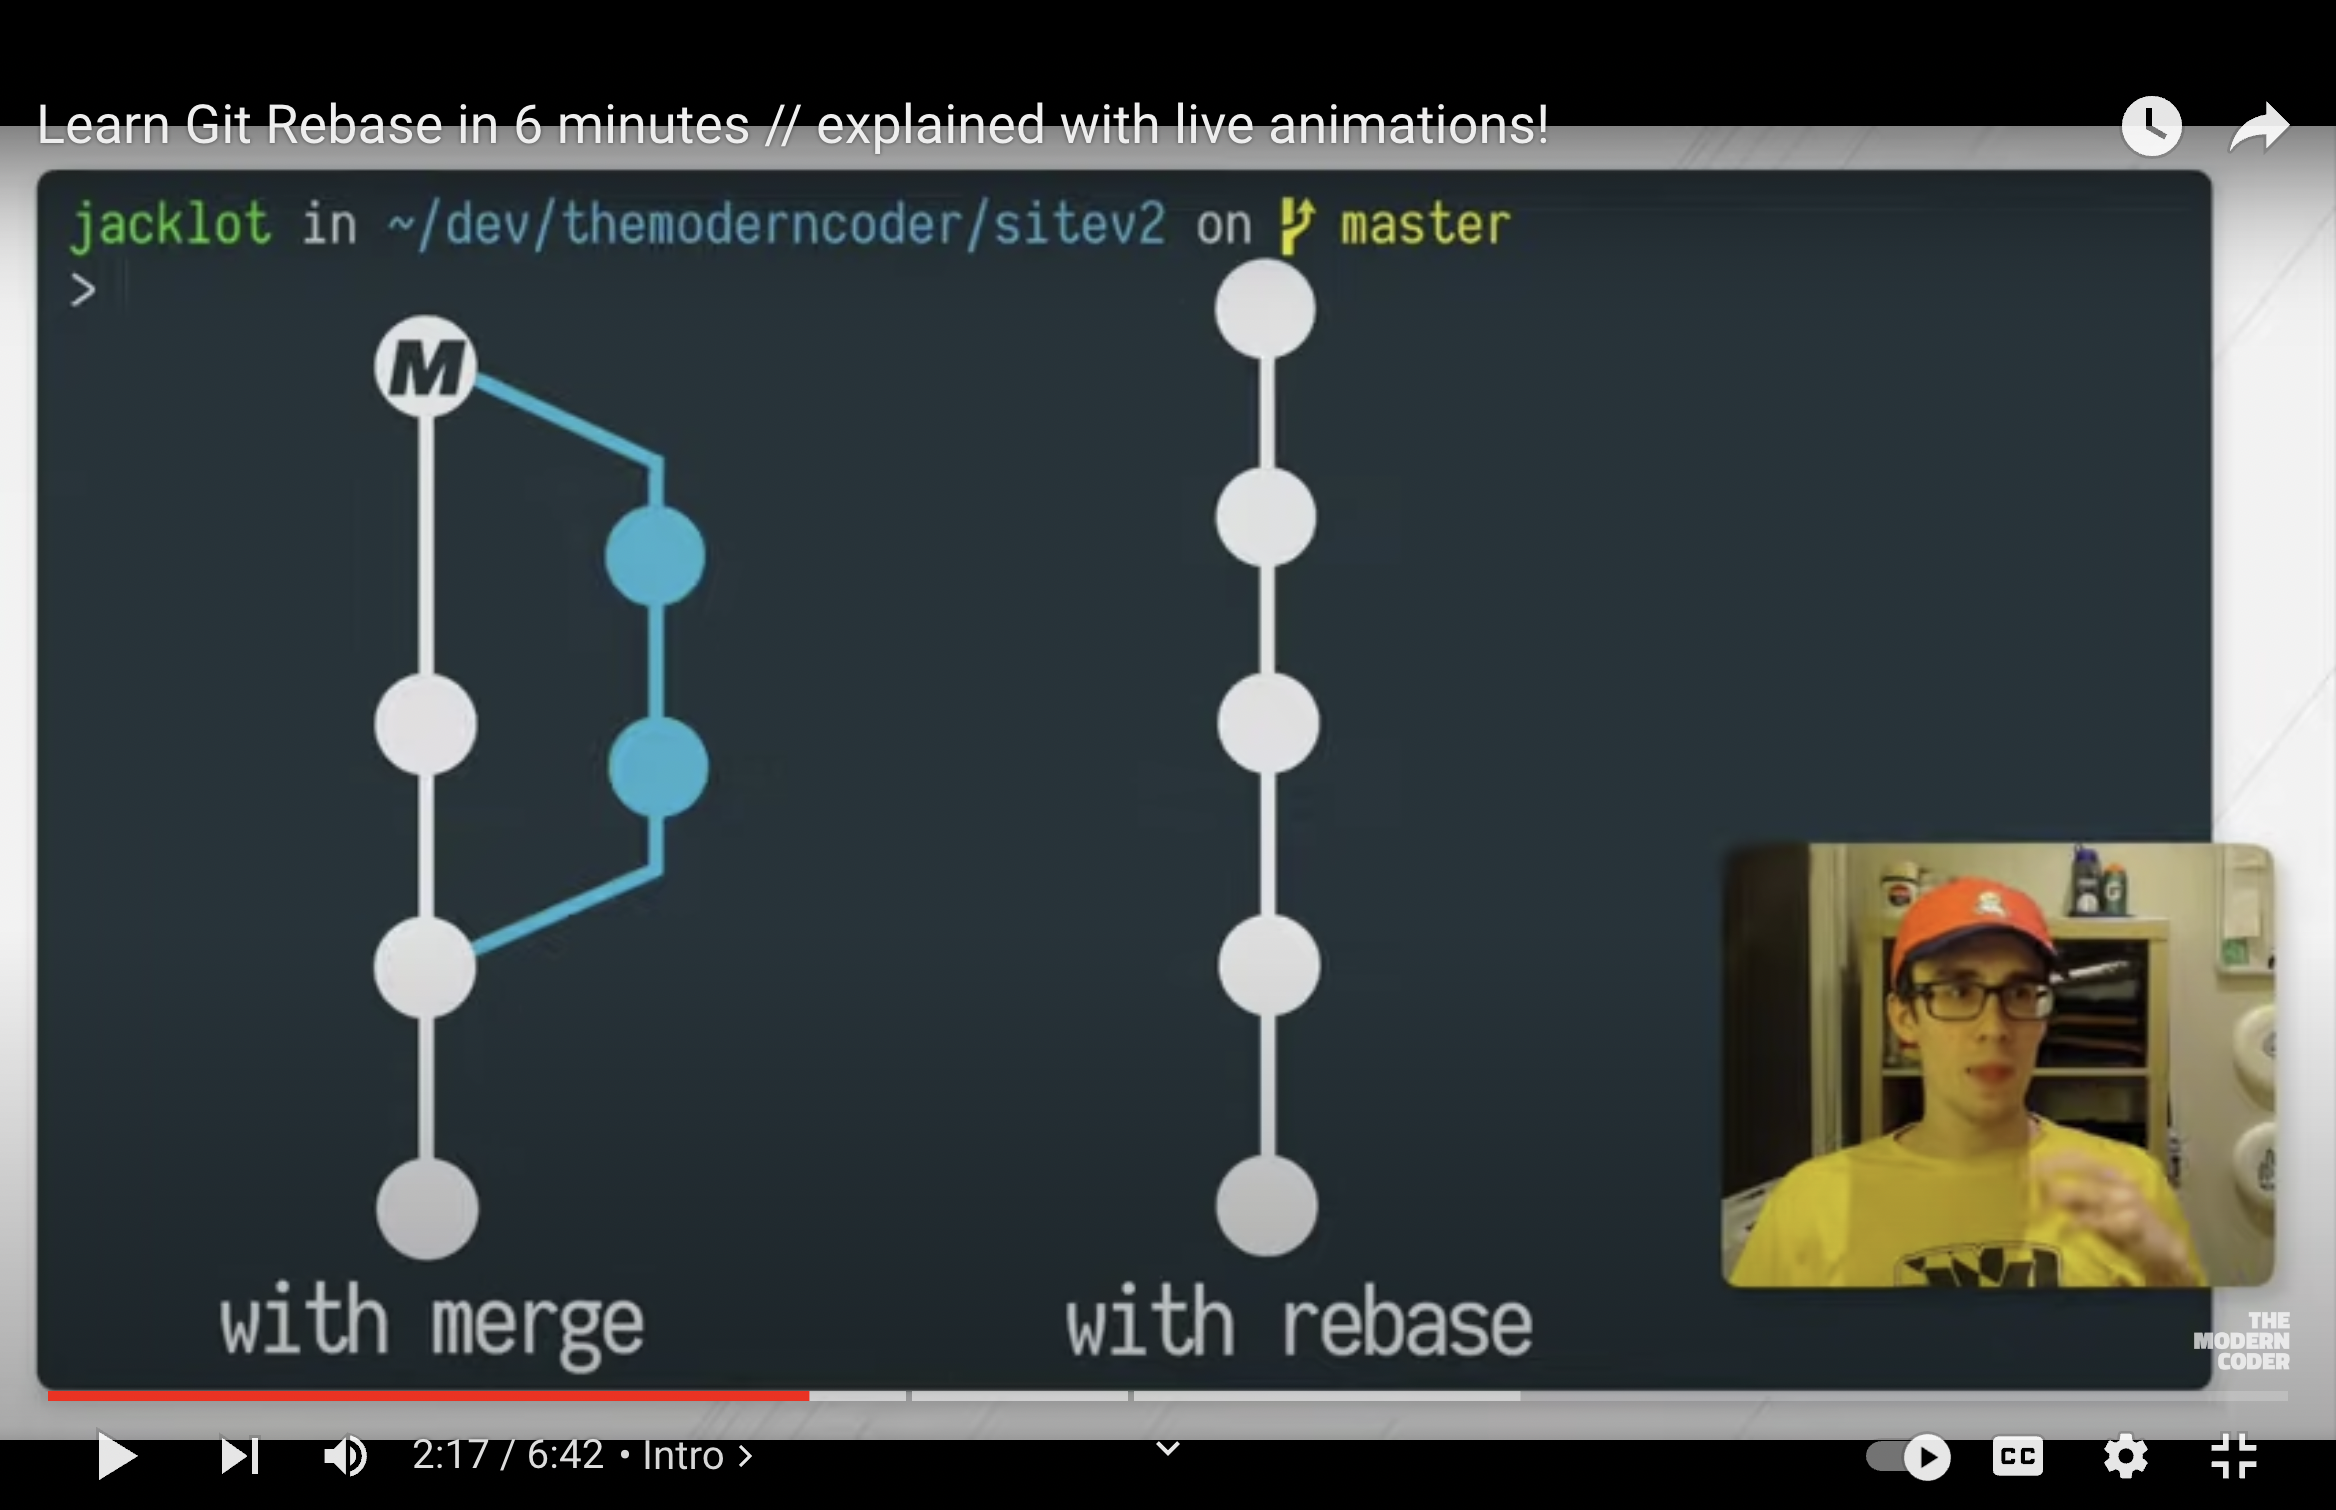 Learn Git Rebase in 6 minutes // explained with live animations!
jacklot in ~/dev/themoderncoder/sitev2 on master
>
M
with merge
with rebase
THE
MODERN
CODER
2:17 / 6:42 • Intro >
CC